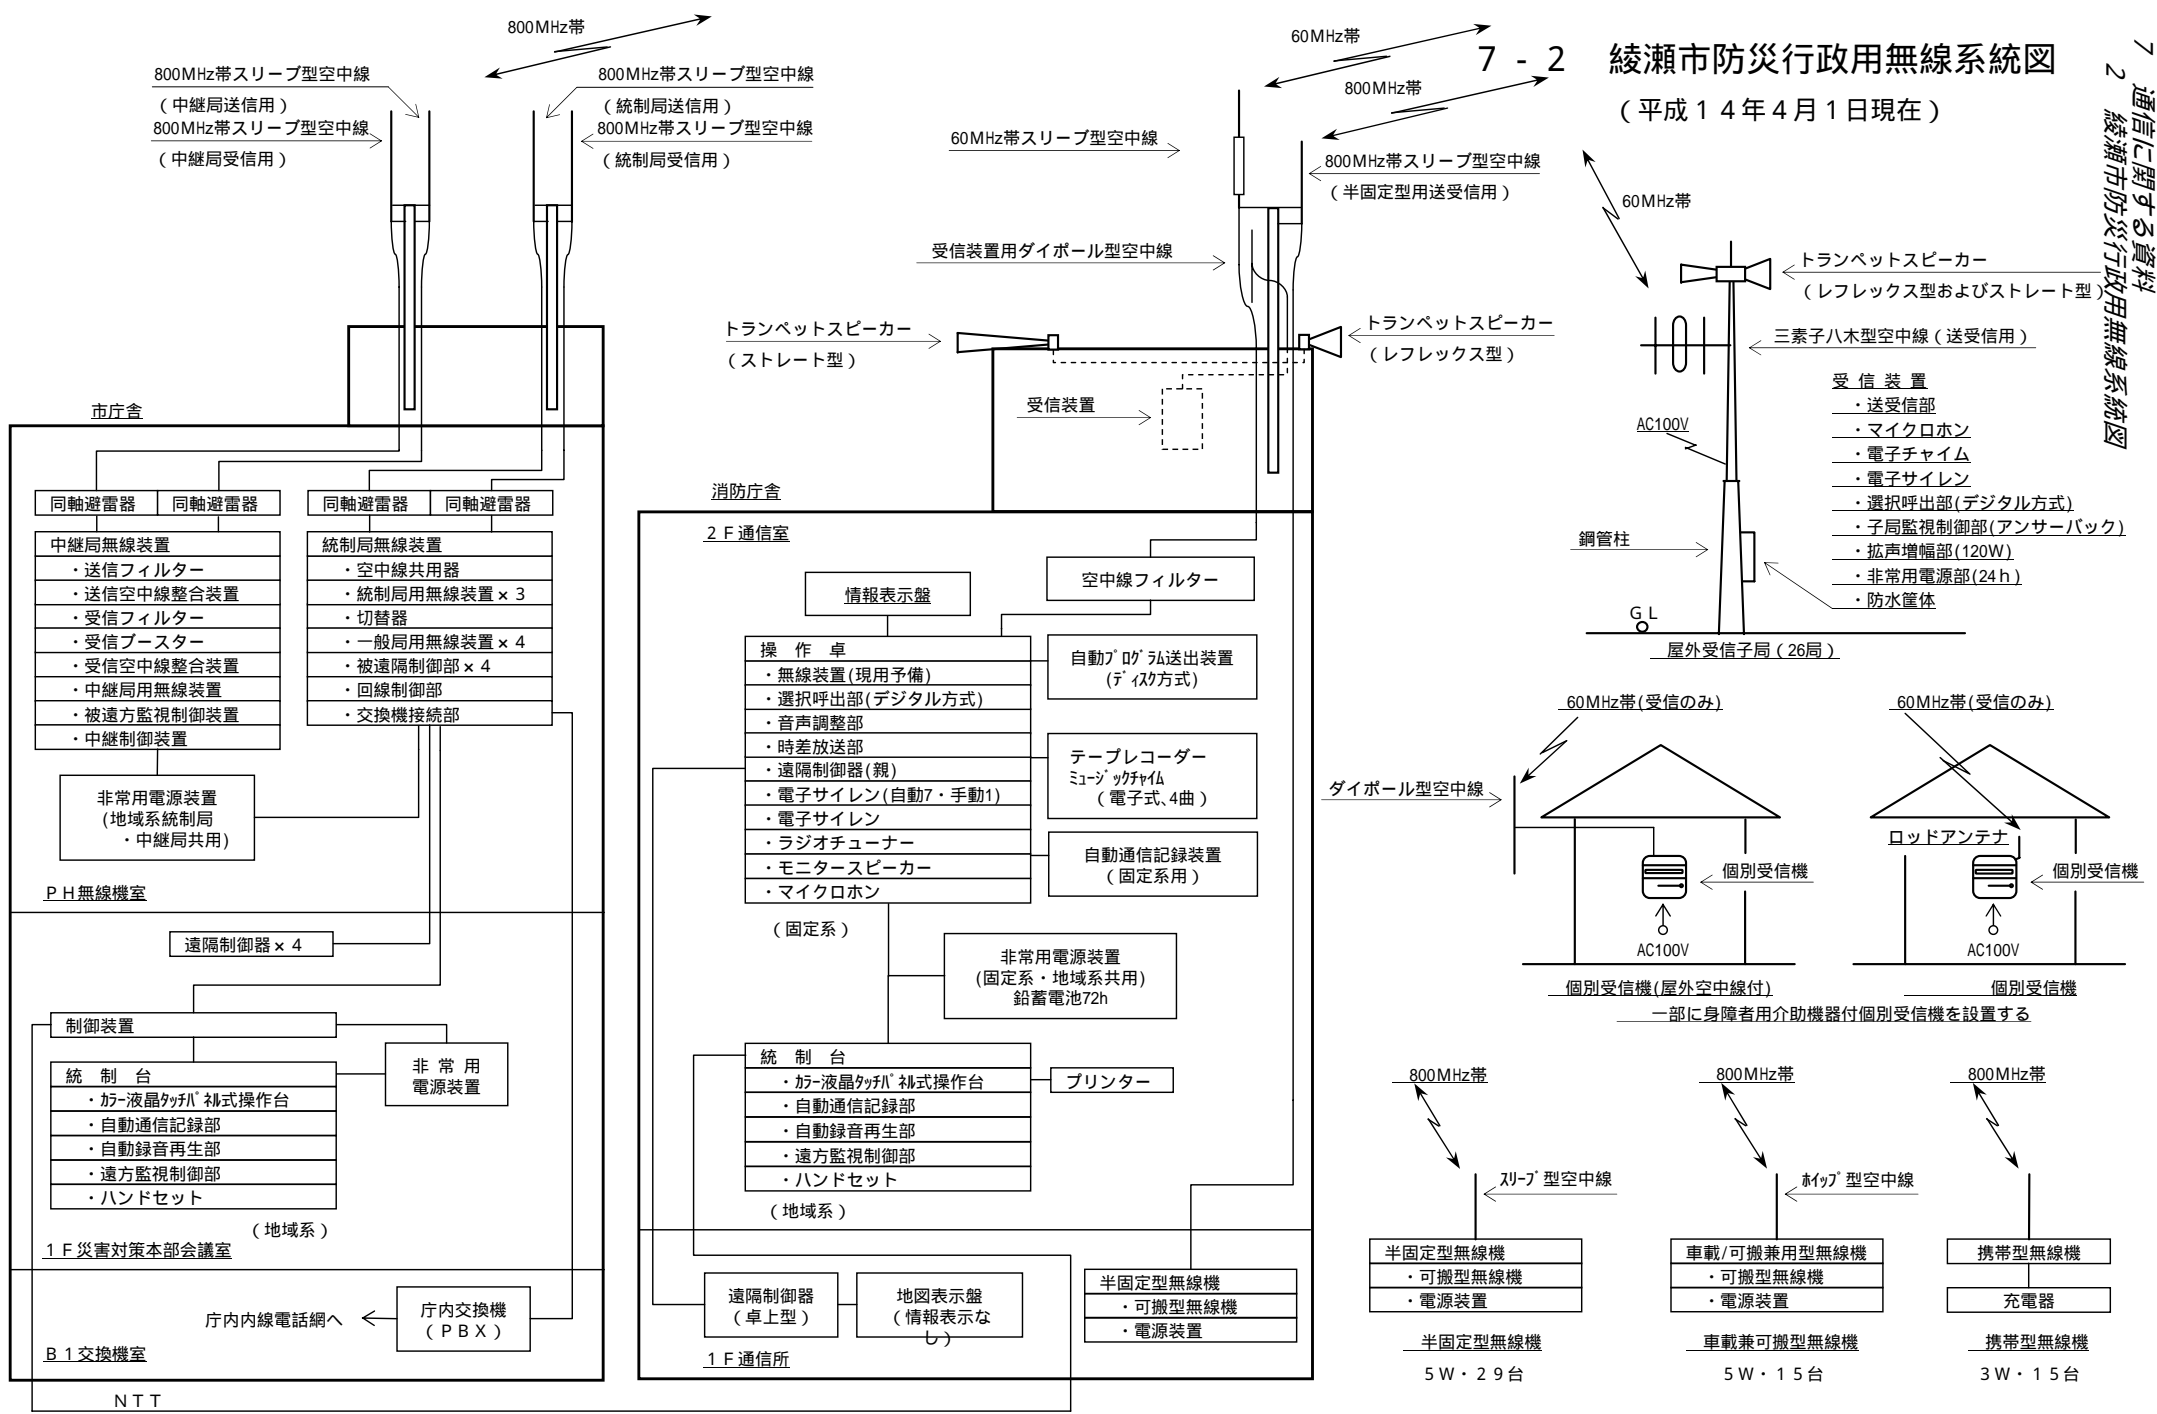 7 - 2　綾瀬市防災行政用無線系統図
（平成１４年４月１日現在）
7　通信に関する資料
2　綾瀬市防災行政用無線系統図
800MHz帯
800MHz帯スリーブ型空中線
（中継局送信用）
800MHz帯スリーブ型空中線
（中継局受信用）
800MHz帯スリーブ型空中線
（統制局送信用）
800MHz帯スリーブ型空中線
（統制局受信用）
市庁舎
同軸避雷器
同軸避雷器
同軸避雷器
同軸避雷器
中継局無線装置
・送信フィルター
・送信空中線整合装置
・受信フィルター
・受信ブースター
・受信空中線整合装置
・中継局用無線装置
・被遠方監視制御装置
・中継制御装置
統制局無線装置
・空中線共用器
・統制局用無線装置×３
・切替器
・一般局用無線装置×４
・被遠隔制御部×４
・回線制御部
・交換機接続部
非常用電源装置
(地域系統制局
・中継局共用)
ＰＨ無線機室
遠隔制御器×４
制御装置
統　制　台
・ｶﾗｰ液晶ﾀｯﾁﾊﾟﾈﾙ式操作台
・自動通信記録部
・自動録音再生部
・遠方監視制御部
・ハンドセット
非 常 用
電源装置
（地域系）
１Ｆ災害対策本部会議室
庁内内線電話網へ
庁内交換機
（ＰＢＸ）
Ｂ１交換機室
ＮＴＴ
60MHz帯
800MHz帯
60MHz帯スリーブ型空中線
800MHz帯スリーブ型空中線
（半固定型用送受信用）
受信装置用ダイポール型空中線
トランペットスピーカー
（ストレート型）
トランペットスピーカー
（レフレックス型）
受信装置
消防庁舎
２Ｆ通信室
情報表示盤
空中線フィルター
操　作　卓
・無線装置(現用予備)
・選択呼出部(デジタル方式)
・音声調整部
・時差放送部
・遠隔制御器(親)
・電子サイレン(自動7・手動1)
・電子サイレン
・ラジオチューナー
・モニタースピーカー
・マイクロホン
自動ﾌﾟﾛｸﾞﾗﾑ送出装置
(ﾃﾞｨｽｸ方式)
テープレコーダー
ﾐｭｰｼﾞｯｸﾁｬｲﾑ
（電子式､4曲）
自動通信記録装置
（固定系用）
（固定系）
非常用電源装置
(固定系・地域系共用)
鉛蓄電池72h
統　制　台
・ｶﾗｰ液晶ﾀｯﾁﾊﾟﾈﾙ式操作台
・自動通信記録部
・自動録音再生部
・遠方監視制御部
・ハンドセット
プリンター
（地域系）
遠隔制御器
（卓上型）
地図表示盤
（情報表示な
し）
半固定型無線機
・可搬型無線機
・電源装置
１Ｆ通信所
60MHz帯
トランペットスピーカー
（レフレックス型およびストレート型）
三素子八木型空中線（送受信用）
AC100V
鋼管柱
ＧＬ
受 信 装 置
・送受信部
・マイクロホン
・電子チャイム
・電子サイレン
・選択呼出部(デジタル方式)
・子局監視制御部(アンサーバック)
・拡声増幅部(120W)
・非常用電源部(24ｈ)
・防水筐体
屋外受信子局（26局）
60MHz帯(受信のみ)
ダイポール型空中線
個別受信機
AC100V
個別受信機(屋外空中線付)
60MHz帯(受信のみ)
ロッドアンテナ
個別受信機
AC100V
個別受信機
一部に身障者用介助機器付個別受信機を設置する
800MHz帯
ｽﾘｰﾌﾞ型空中線
半固定型無線機
・可搬型無線機
・電源装置
半固定型無線機
５Ｗ・２９台
800MHz帯
ﾎｲｯﾌﾟ型空中線
車載/可搬兼用型無線機
・可搬型無線機
・電源装置
車載兼可搬型無線機
５Ｗ・１５台
800MHz帯
携帯型無線機
充電器
携帯型無線機
３Ｗ・１５台